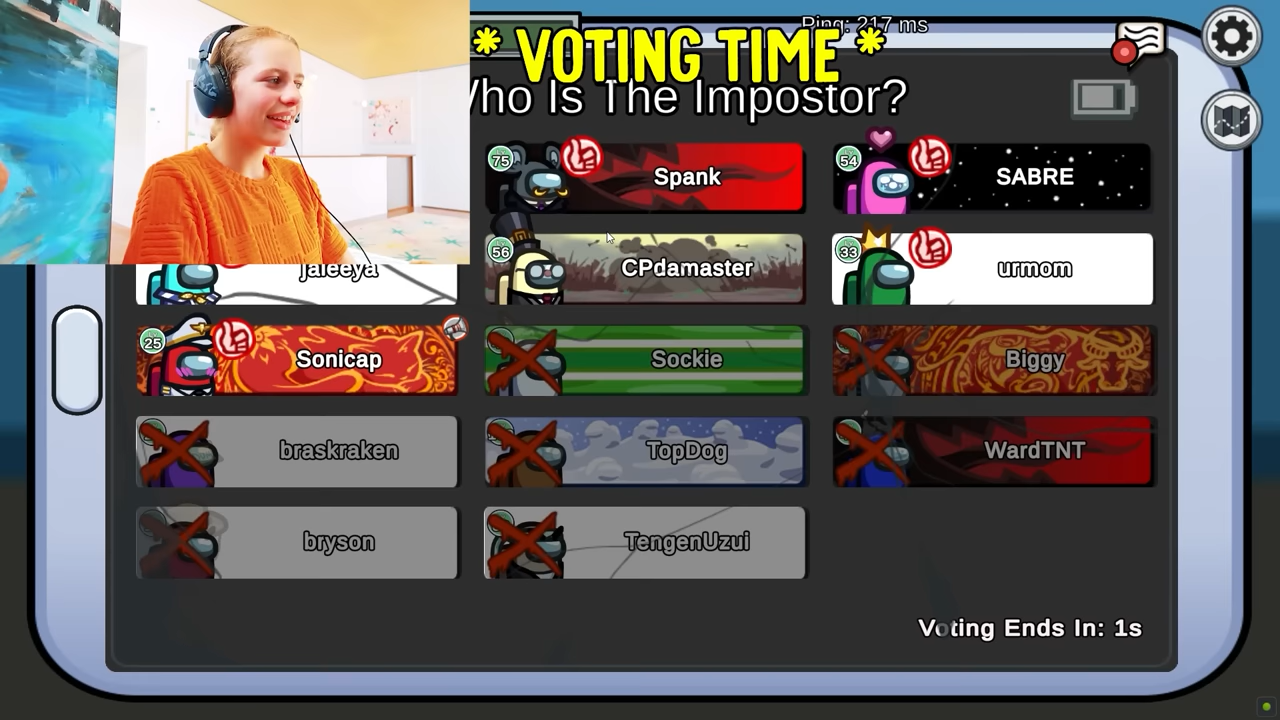 Ping: 217 ms
* VOTING TIME *
Who Is The Impostor?
75 Spank
54 SABRE
jaleeya
56 CPdamaster
33 urmom
25 Sonicap
Sockie
Biggy
braskraken
TopDog
WardTNT
bryson
TengenUzui
Voting Ends In: 1s